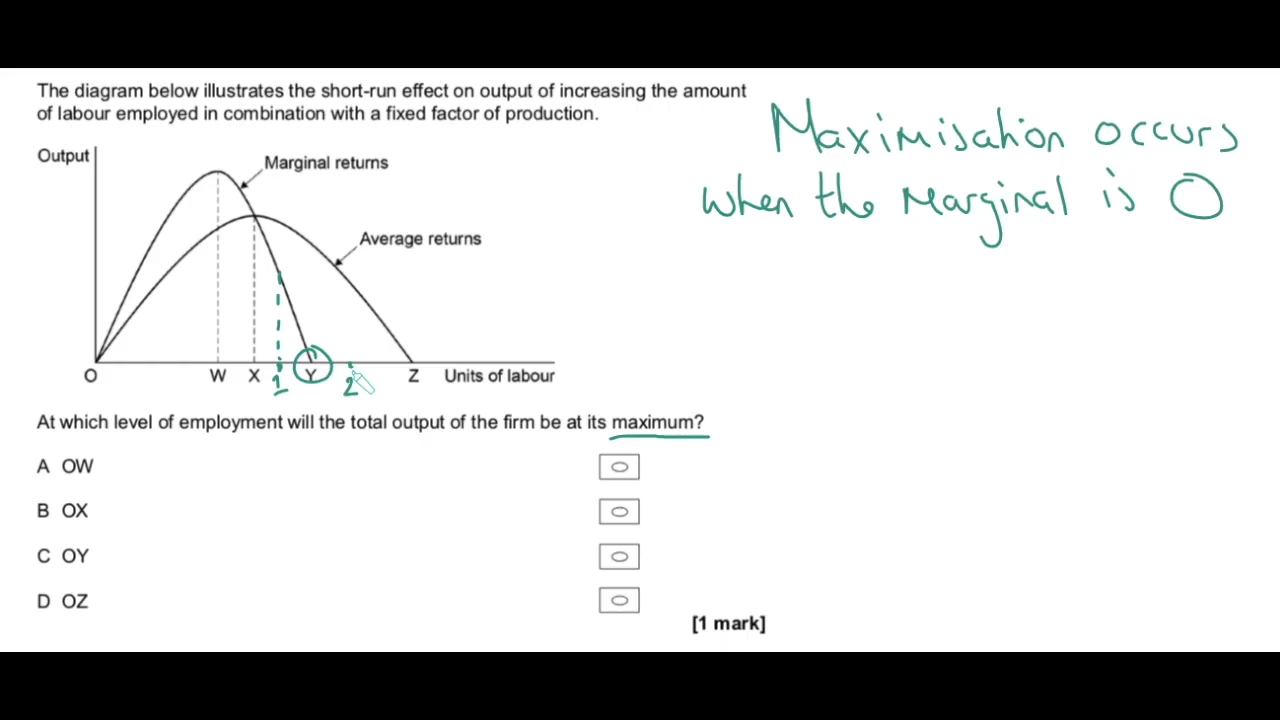 The diagram below illustrates the short-run effect on output of increasing the amount
of labour employed in combination with a fixed factor of production.
Maximisation occurs
when the marginal is 0
Output
Marginal returns
Average returns
O W X 1 Y 2 Z Units of labour
At which level of employment will the total output of the firm be at its maximum?
A OW
B OX
C OY
D OZ
[1 mark]